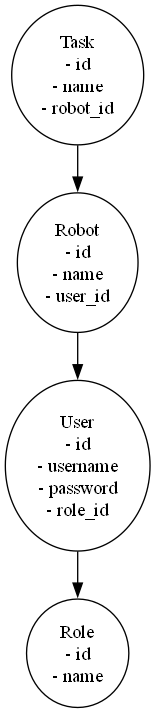 Task
- id
- name
- robot_id
Robot
- id
- name
- user_id
User
- id
- username
- password
- role_id
Role
- id
- name